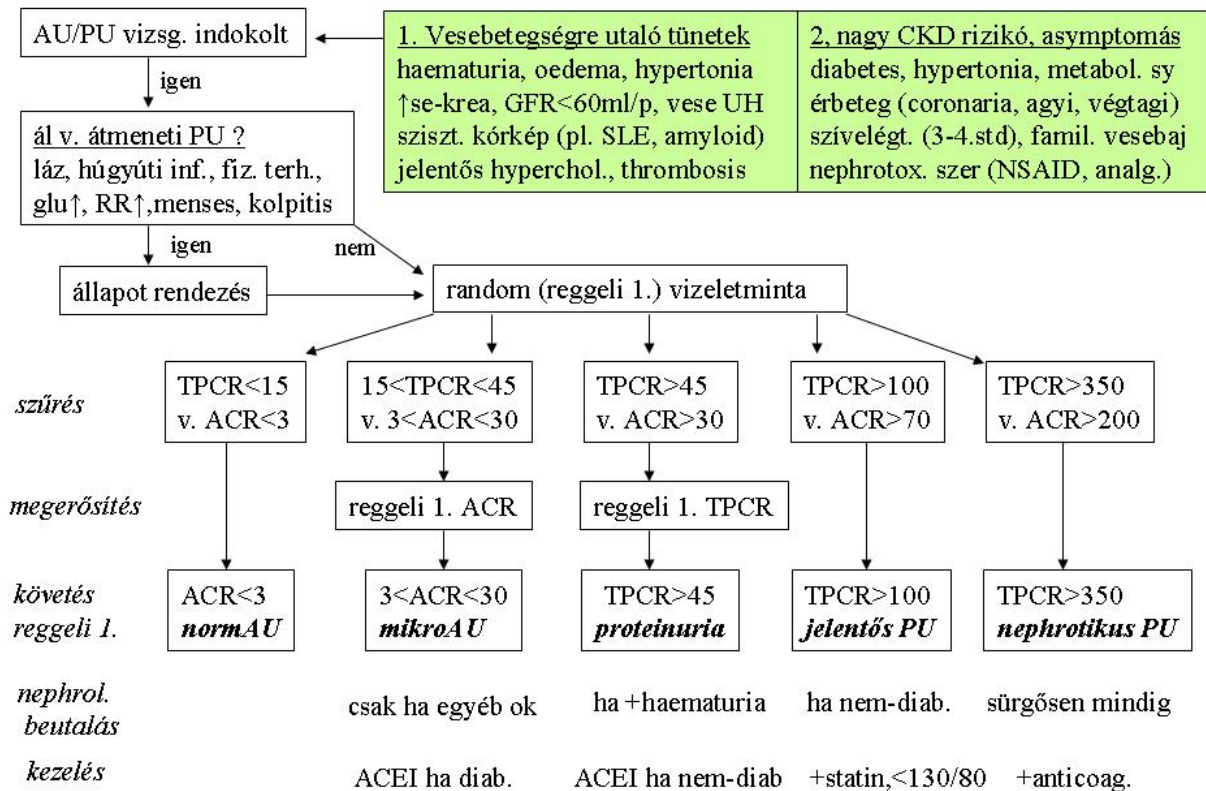 AU/PU vizsg. indokolt
igen
ál v. átmeneti PU ?
láz, húgyúti inf., fiz. terh.,
glu↑, RR↑,menses, kolpitis
igen
nem
állapot rendezés
1. Vesebetegségre utaló tünetek
haematuria, oedema, hypertonia
↑se-krea, GFR<60ml/p, vese UH
sziszt. kórkép (pl. SLE, amyloid)
jelentős hyperchol., thrombosis
2, nagy CKD rizikó, asymptomás
diabetes, hypertonia, metabol. sy
érbeteg (coronaria, agyi, végtagi)
szívelégt. (3-4.std), famil. vesebaj
nephrotox. szer (NSAID, analg.)
random (reggeli 1.) vizeletminta
szűrés
TPCR<15
v. ACR<3
15<TPCR<45
v. 3<ACR<30
TPCR>45
v. ACR>30
TPCR>100
v. ACR>70
TPCR>350
v. ACR>200
megerősítés
reggeli 1. ACR
reggeli 1. TPCR
követés
reggeli 1.
ACR<3
normAU
3<ACR<30
mikroAU
TPCR>45
proteinuria
TPCR>100
jelentős PU
TPCR>350
nephrotikus PU
nephrol.
beutalás
csak ha egyéb ok
ha +haematuria
ha nem-diab.
sürgősen mindig
kezelés
ACEI ha diab.
ACEI ha nem-diab
+statin,<130/80
+anticoag.